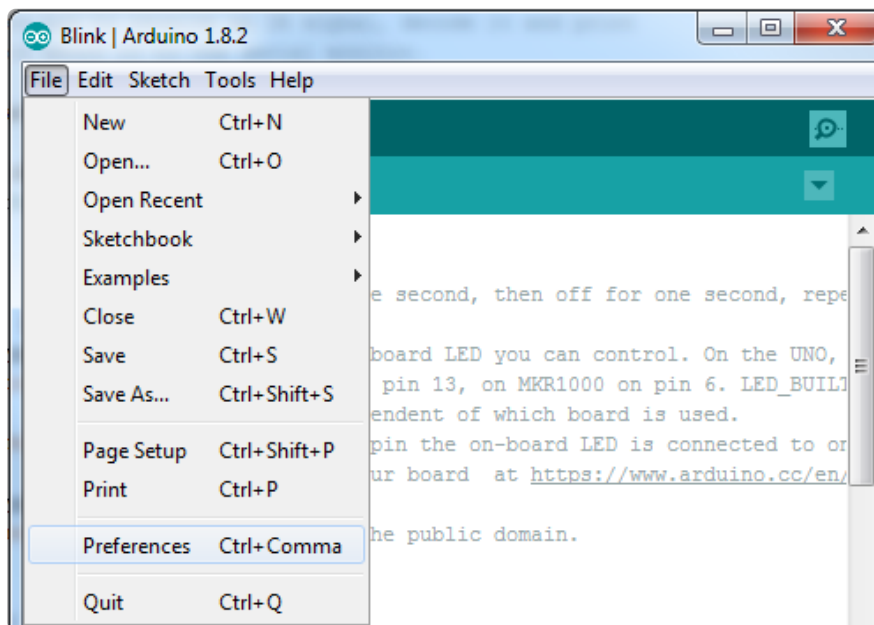 Blink | Arduino 1.8.2
File Edit Sketch Tools Help
New Ctrl+N
Open... Ctrl+O
Open Recent
Sketchbook
Examples
Close Ctrl+W
Save Ctrl+S
Save As... Ctrl+Shift+S
Page Setup Ctrl+Shift+P
Print Ctrl+P
Preferences Ctrl+Comma
Quit Ctrl+Q
e second, then off for one second, repe
board LED you can control. On the UNO,
pin 13, on MKR1000 on pin 6. LED_BUILT
endent of which board is used.
pin the on-board LED is connected to on
ur board at https://www.arduino.cc/en/
he public domain.